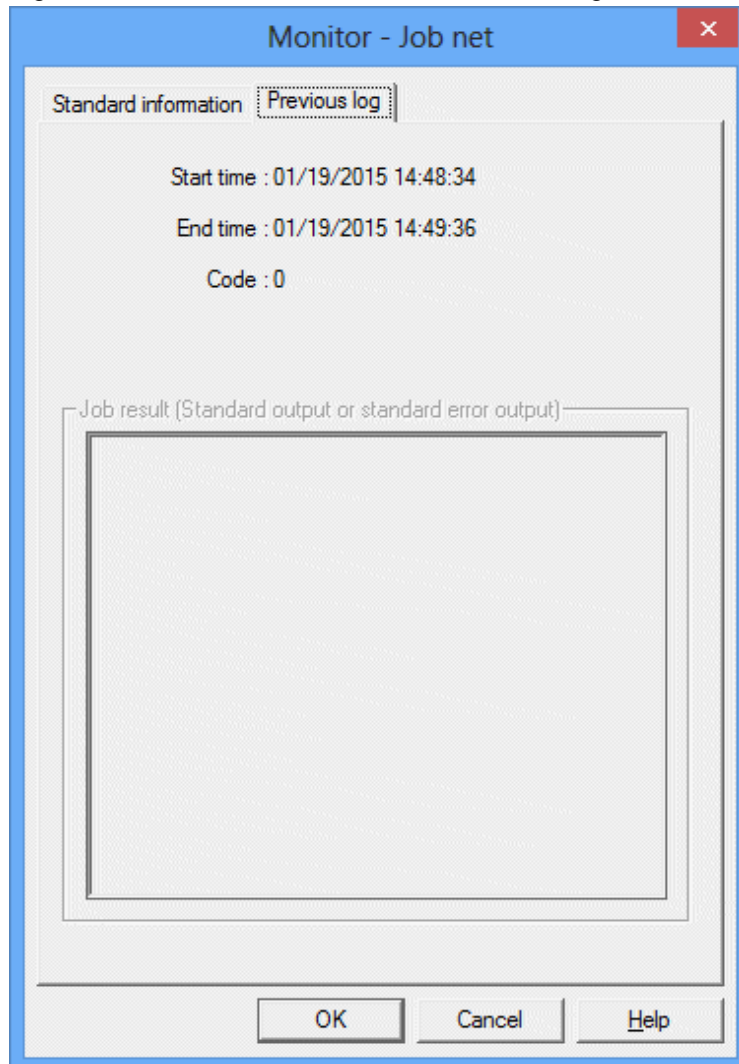 Monitor - Job net
Standard information Previous log
Start time : 01/19/2015 14:48:34
End time : 01/19/2015 14:49:36
Code : 0
Job result (Standard output or standard error output)
OK Cancel Help